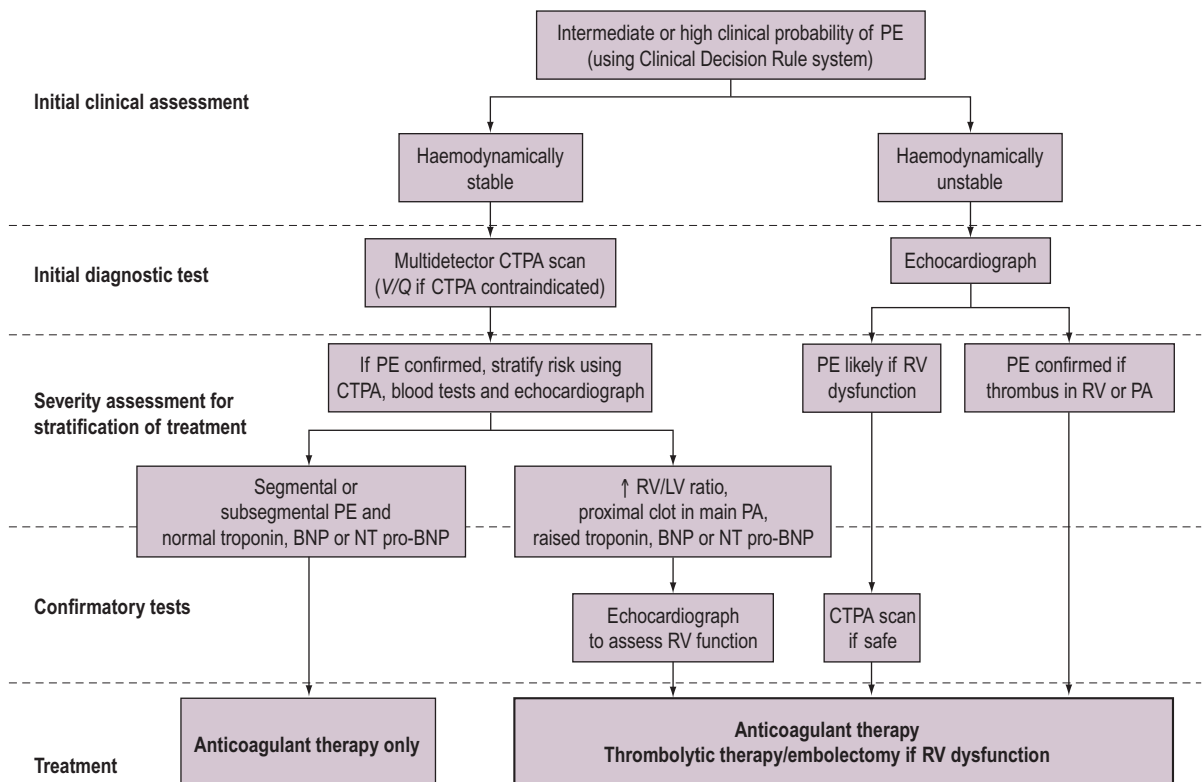 Intermediate or high clinical probability of PE
(using Clinical Decision Rule system)
Initial clinical assessment
Haemodynamically
stable
Haemodynamically
unstable
Initial diagnostic test
Multidetector CTPA scan
(V/Q if CTPA contraindicated)
Echocardiograph
Severity assessment for
stratification of treatment
If PE confirmed, stratify risk using
CTPA, blood tests and echocardiograph
PE likely if RV
dysfunction
PE confirmed if
thrombus in RV or PA
Segmental or
subsegmental PE and
normal troponin, BNP or NT pro-BNP
↑ RV/LV ratio,
proximal clot in main PA,
raised troponin, BNP or NT pro-BNP
Confirmatory tests
Echocardiograph
to assess RV function
CTPA scan
if safe
Treatment
Anticoagulant therapy only
Anticoagulant therapy
Thrombolytic therapy/embolectomy if RV dysfunction